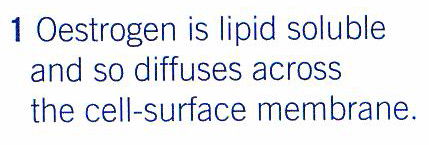 1 Oestrogen is lipid soluble
and so diffuses across
the cell-surface membrane.